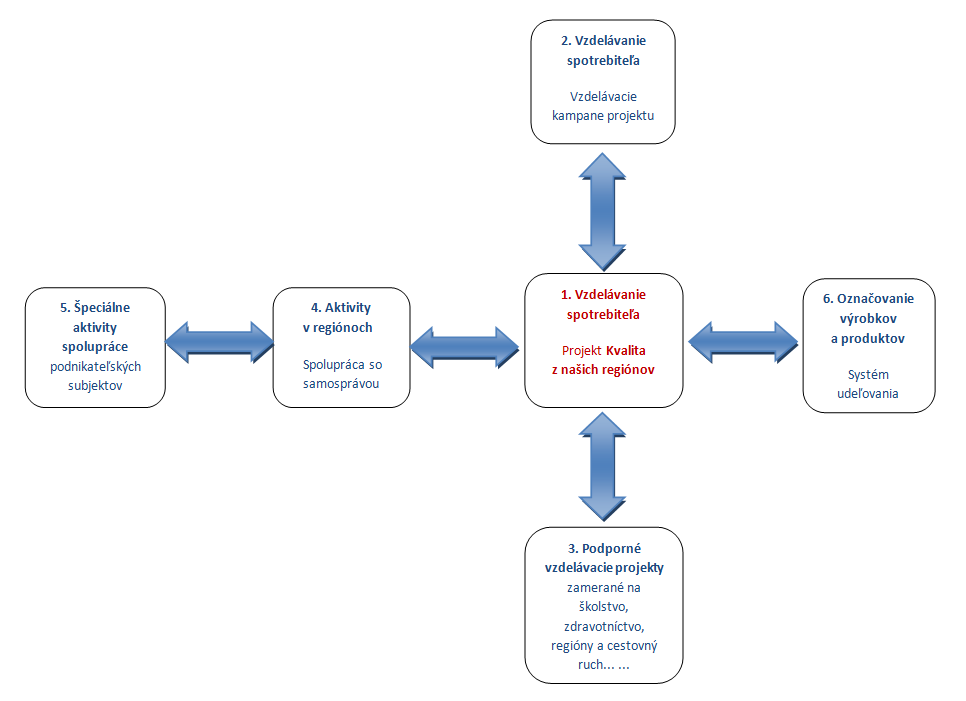 2. Vzdelávanie
spotrebiteľa
Vzdelávacie
kampane projektu
5. Špeciálne
aktivity
spolupráce
podnikateľských
subjektov
4. Aktivity
v regiónoch
Spolupráca so
samosprávou
1. Vzdelávanie
spotrebiteľa
Projekt Kvalita
z našich regiónov
6. Označovanie
výrobkov
a produktov
Systém
udeľovania
3. Podporné
vzdelávacie projekty
zamerané na
školstvo,
zdravotníctvo,
regióny a cestovný
ruch... ...